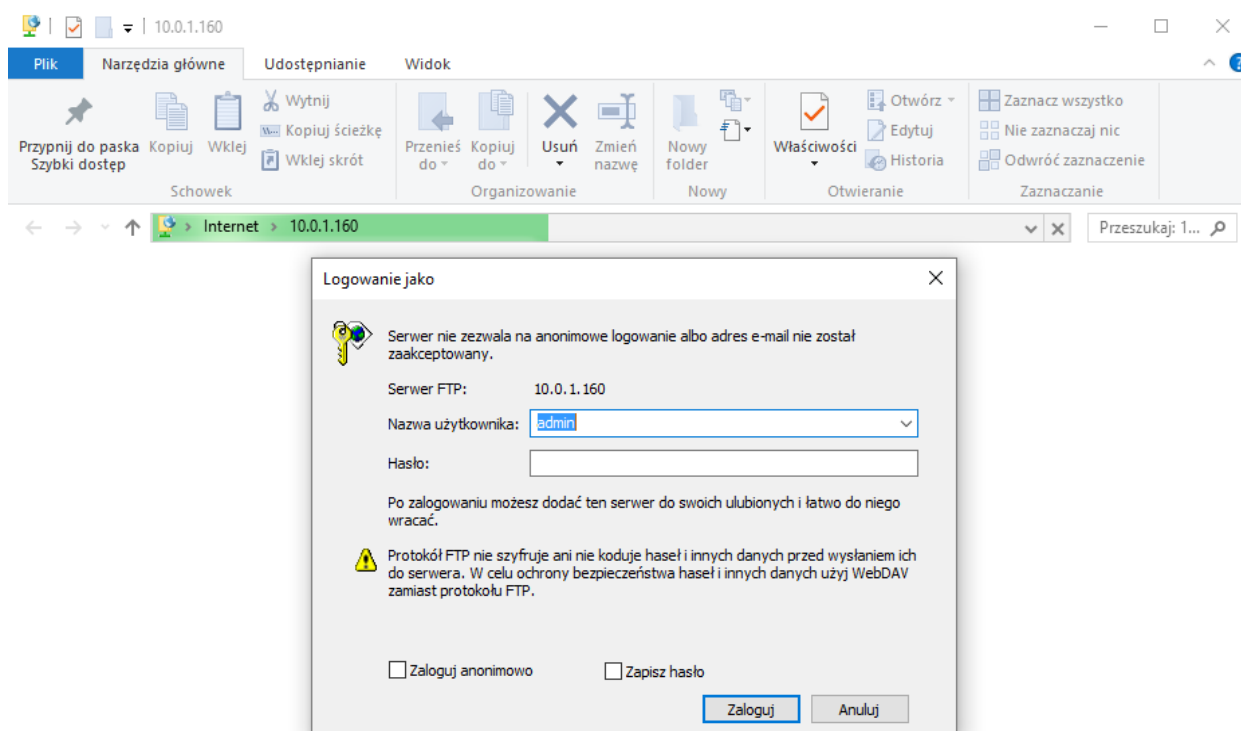 10.0.1.160
Plik Narzędzia główne Udostępnianie Widok
Przypnij do paska Szybki dostęp
Kopiuj
Wklej
Wytnij
Kopiuj ścieżkę
Wklej skrót
Schowek
Przenieś do
Kopiuj do
Usuń
Zmień nazwę
Organizowanie
Nowy folder
Nowy
Właściwości
Otwórz
Edytuj
Historia
Otwieranie
Zaznacz wszystko
Nie zaznaczaj nic
Odwróć zaznaczenie
Zaznaczanie
Internet 10.0.1.160
Przeszukaj: 1...
Logowanie jako
Serwer nie zezwala na anonimowe logowanie albo adres e-mail nie został
zaakceptowany.
Serwer FTP: 10.0.1.160
Nazwa użytkownika: admin
Hasło:
Po zalogowaniu możesz dodać ten serwer do swoich ulubionych i łatwo do niego
wracać.
Protokół FTP nie szyfruje ani nie koduje haseł i innych danych przed wysłaniem ich
do serwera. W celu ochrony bezpieczeństwa haseł i innych danych użyj WebDAV
zamiast protokołu FTP.
Zaloguj anonimowo Zapisz hasło
Zaloguj Anuluj